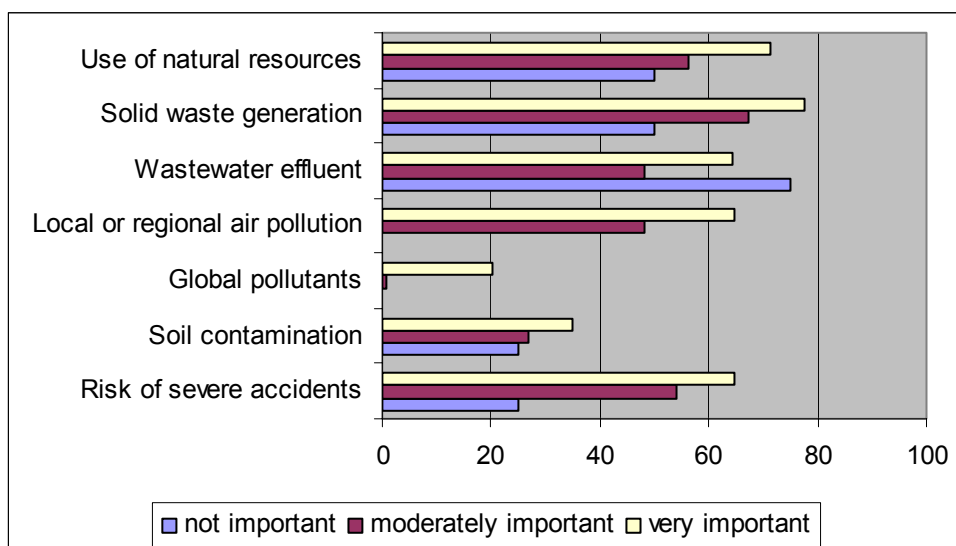 Use of natural resources
Solid waste generation
Wastewater effluent
Local or regional air pollution
Global pollutants
Soil contamination
Risk of severe accidents
0 20 40 60 80 100
not important moderately important very important